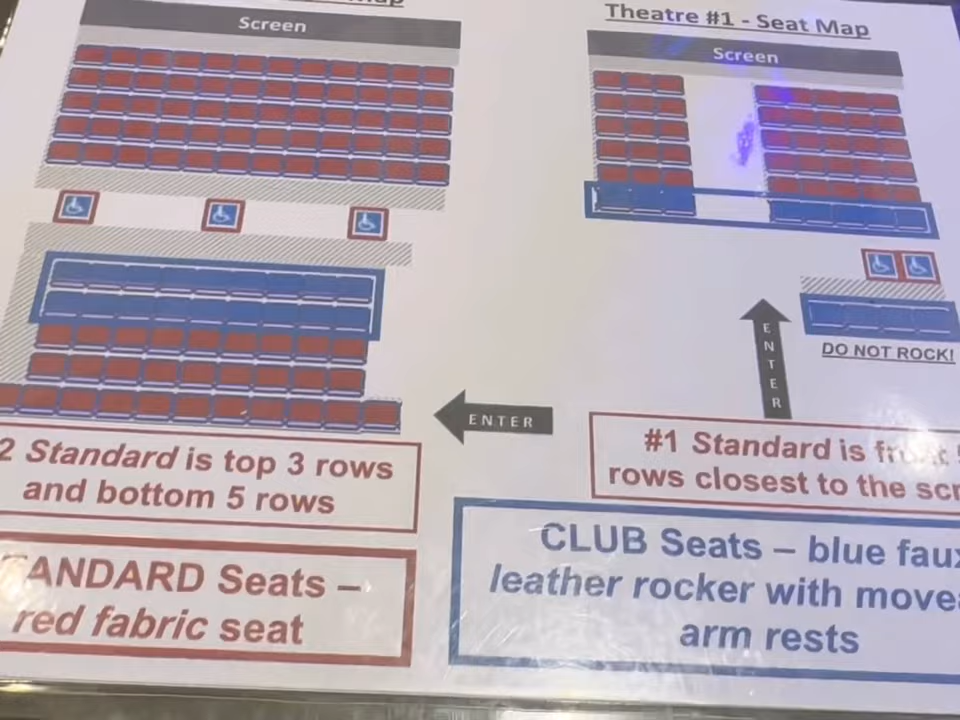 Screen
Theatre #1 - Seat Map
Screen
ENTER
DO NOT ROCK!
ENTER
2 Standard is top 3 rows
and bottom 5 rows
#1 Standard is
rows closest to the
ANDARD Seats –
red fabric seat
CLUB Seats – blue faux
leather rocker with
arm rests